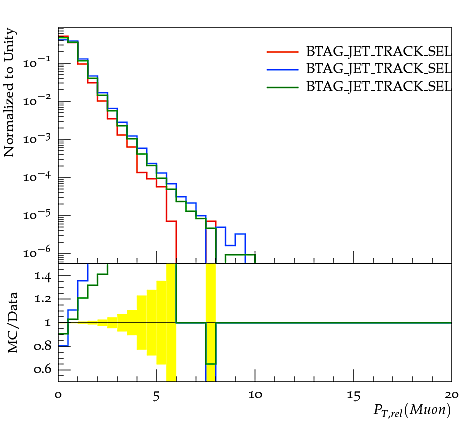 Normalized to Unity
BTAG_JET_TRACK_SEL
BTAG_JET_TRACK_SEL
BTAG_JET_TRACK_SEL
10⁻¹
10⁻²
10⁻³
10⁻⁴
10⁻⁵
10⁻⁶
MC/Data
1.4
1.2
1
0.8
0.6
0 5 10 15 20
P_{T,rel}(Muon)